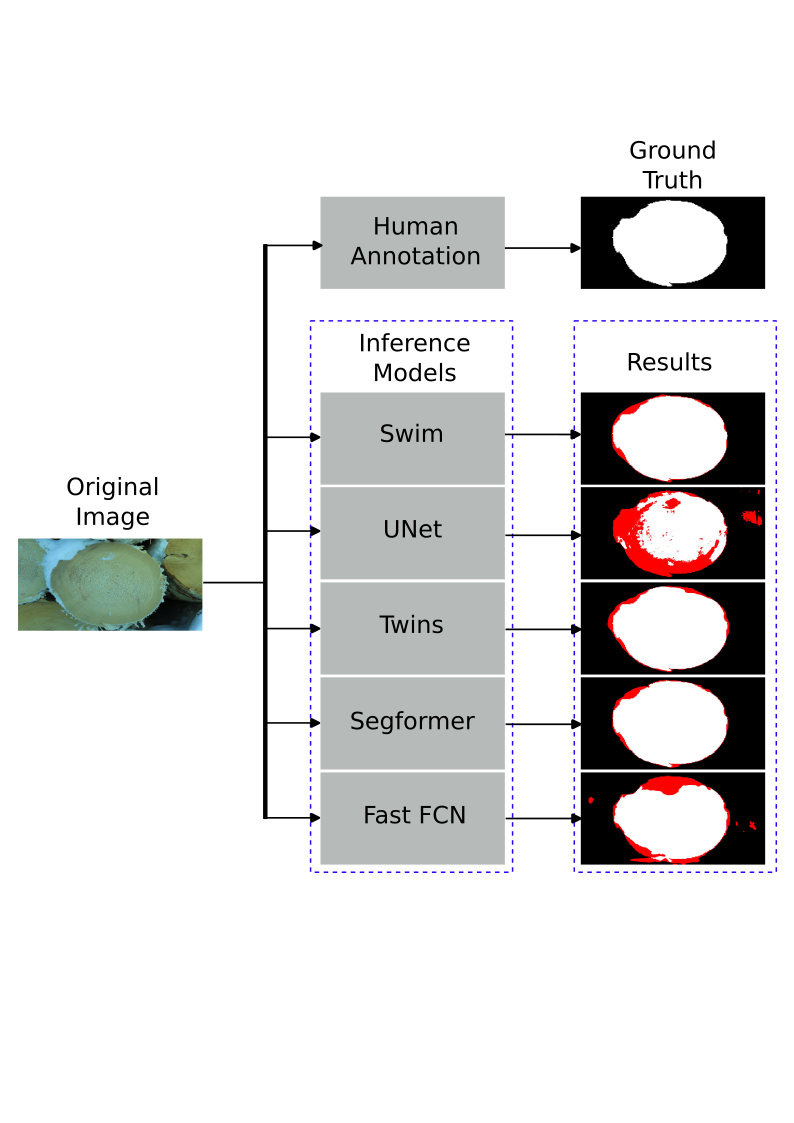 Ground
Truth
Human
Annotation
Inference
Models
Results
Swim
UNet
Original
Image
Twins
Segformer
Fast FCN